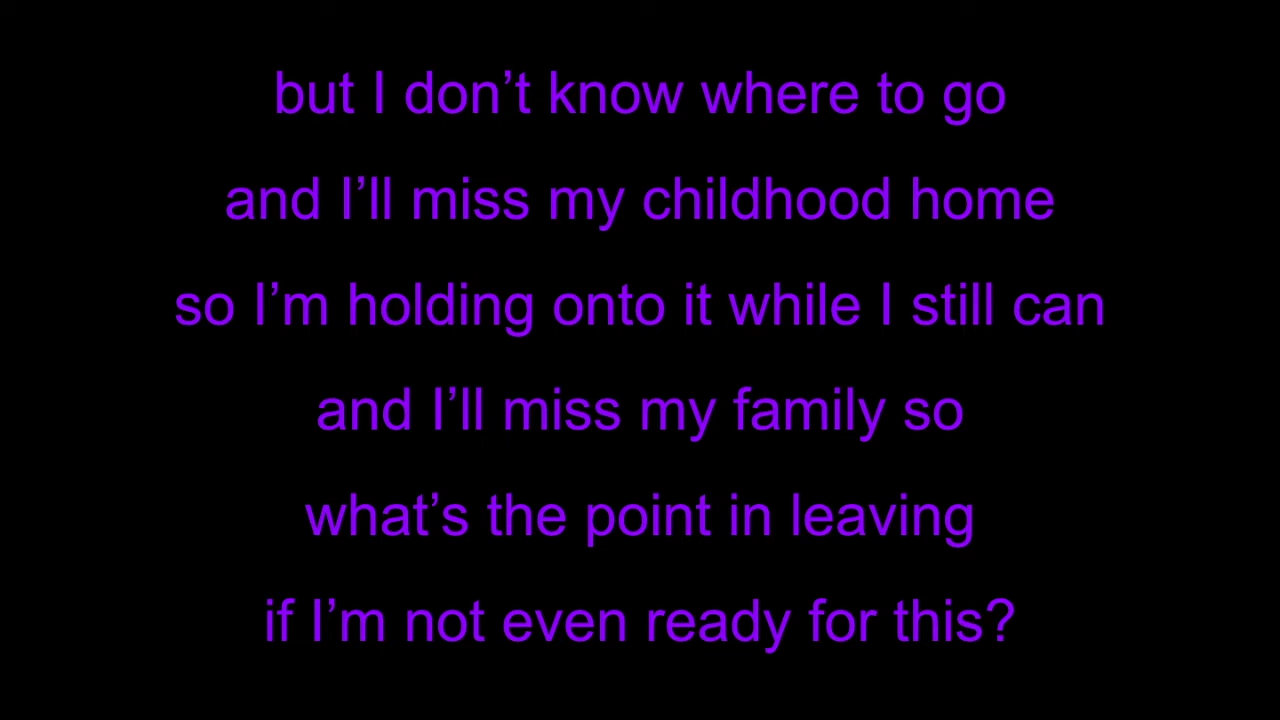 but I don’t know where to go
and I’ll miss my childhood home
so I’m holding onto it while I still can
and I’ll miss my family so
what’s the point in leaving
if I’m not even ready for this?